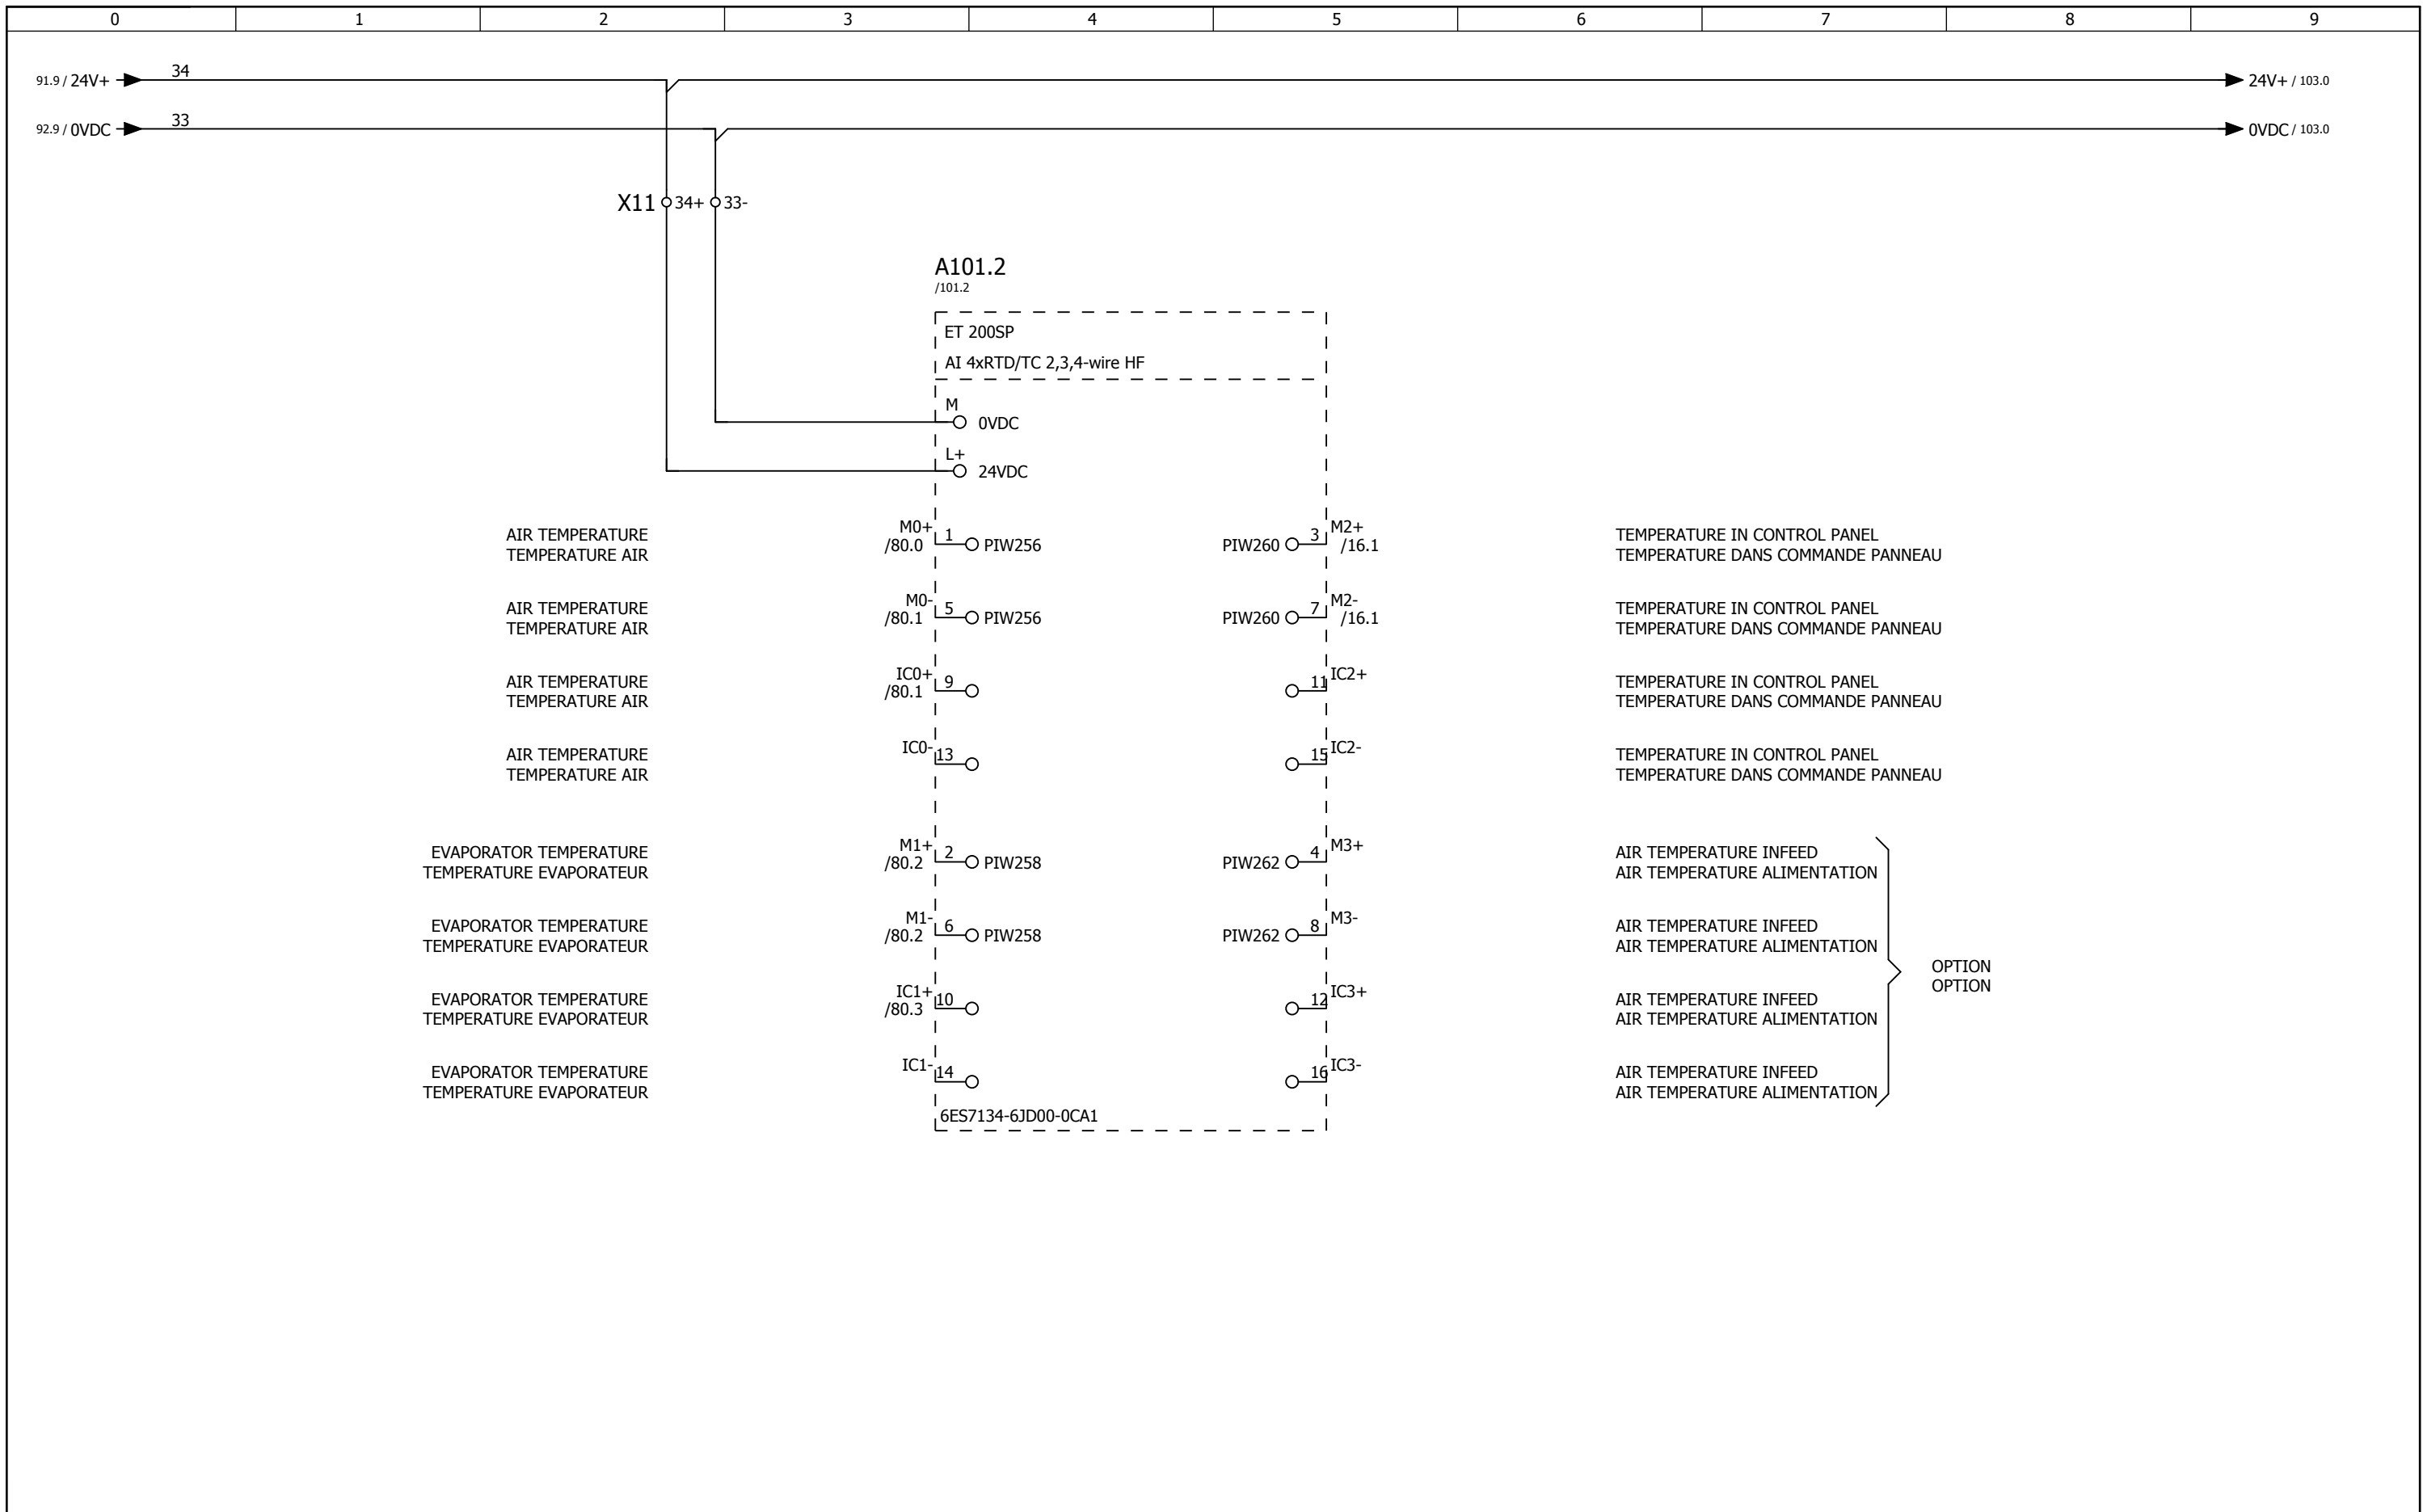 0 1 2 3 4 5 6 7 8 9
91.9 / 24V+ 34 24V+ / 103.0
92.9 / 0VDC 33 0VDC / 103.0
X11 34+ 33-
A101.2
/101.2
ET 200SP
AI 4xRTD/TC 2,3,4-wire HF
M
0VDC
L+
24VDC
AIR TEMPERATURE M0+ 1 3 M2+ TEMPERATURE IN CONTROL PANEL
TEMPERATURE AIR /80.0 PIW256 PIW260 /16.1 TEMPERATURE DANS COMMANDE PANNEAU
AIR TEMPERATURE M0- 5 7 M2- TEMPERATURE IN CONTROL PANEL
TEMPERATURE AIR /80.1 PIW256 PIW260 /16.1 TEMPERATURE DANS COMMANDE PANNEAU
AIR TEMPERATURE IC0+ 9 11 IC2+ TEMPERATURE IN CONTROL PANEL
TEMPERATURE AIR /80.1 TEMPERATURE DANS COMMANDE PANNEAU
AIR TEMPERATURE IC0- 13 15 IC2- TEMPERATURE IN CONTROL PANEL
TEMPERATURE AIR TEMPERATURE DANS COMMANDE PANNEAU
EVAPORATOR TEMPERATURE M1+ 2 4 M3+ AIR TEMPERATURE INFEED
TEMPERATURE EVAPORATEUR /80.2 PIW258 PIW262 AIR TEMPERATURE ALIMENTATION
EVAPORATOR TEMPERATURE M1- 6 8 M3- AIR TEMPERATURE INFEED
TEMPERATURE EVAPORATEUR /80.2 PIW258 PIW262 AIR TEMPERATURE ALIMENTATION
OPTION
OPTION
EVAPORATOR TEMPERATURE IC1+ 10 12 IC3+ AIR TEMPERATURE INFEED
TEMPERATURE EVAPORATEUR /80.3 AIR TEMPERATURE ALIMENTATION
EVAPORATOR TEMPERATURE IC1- 14 16 IC3- AIR TEMPERATURE INFEED
TEMPERATURE EVAPORATEUR AIR TEMPERATURE ALIMENTATION
6ES7134-6JD00-0CA1